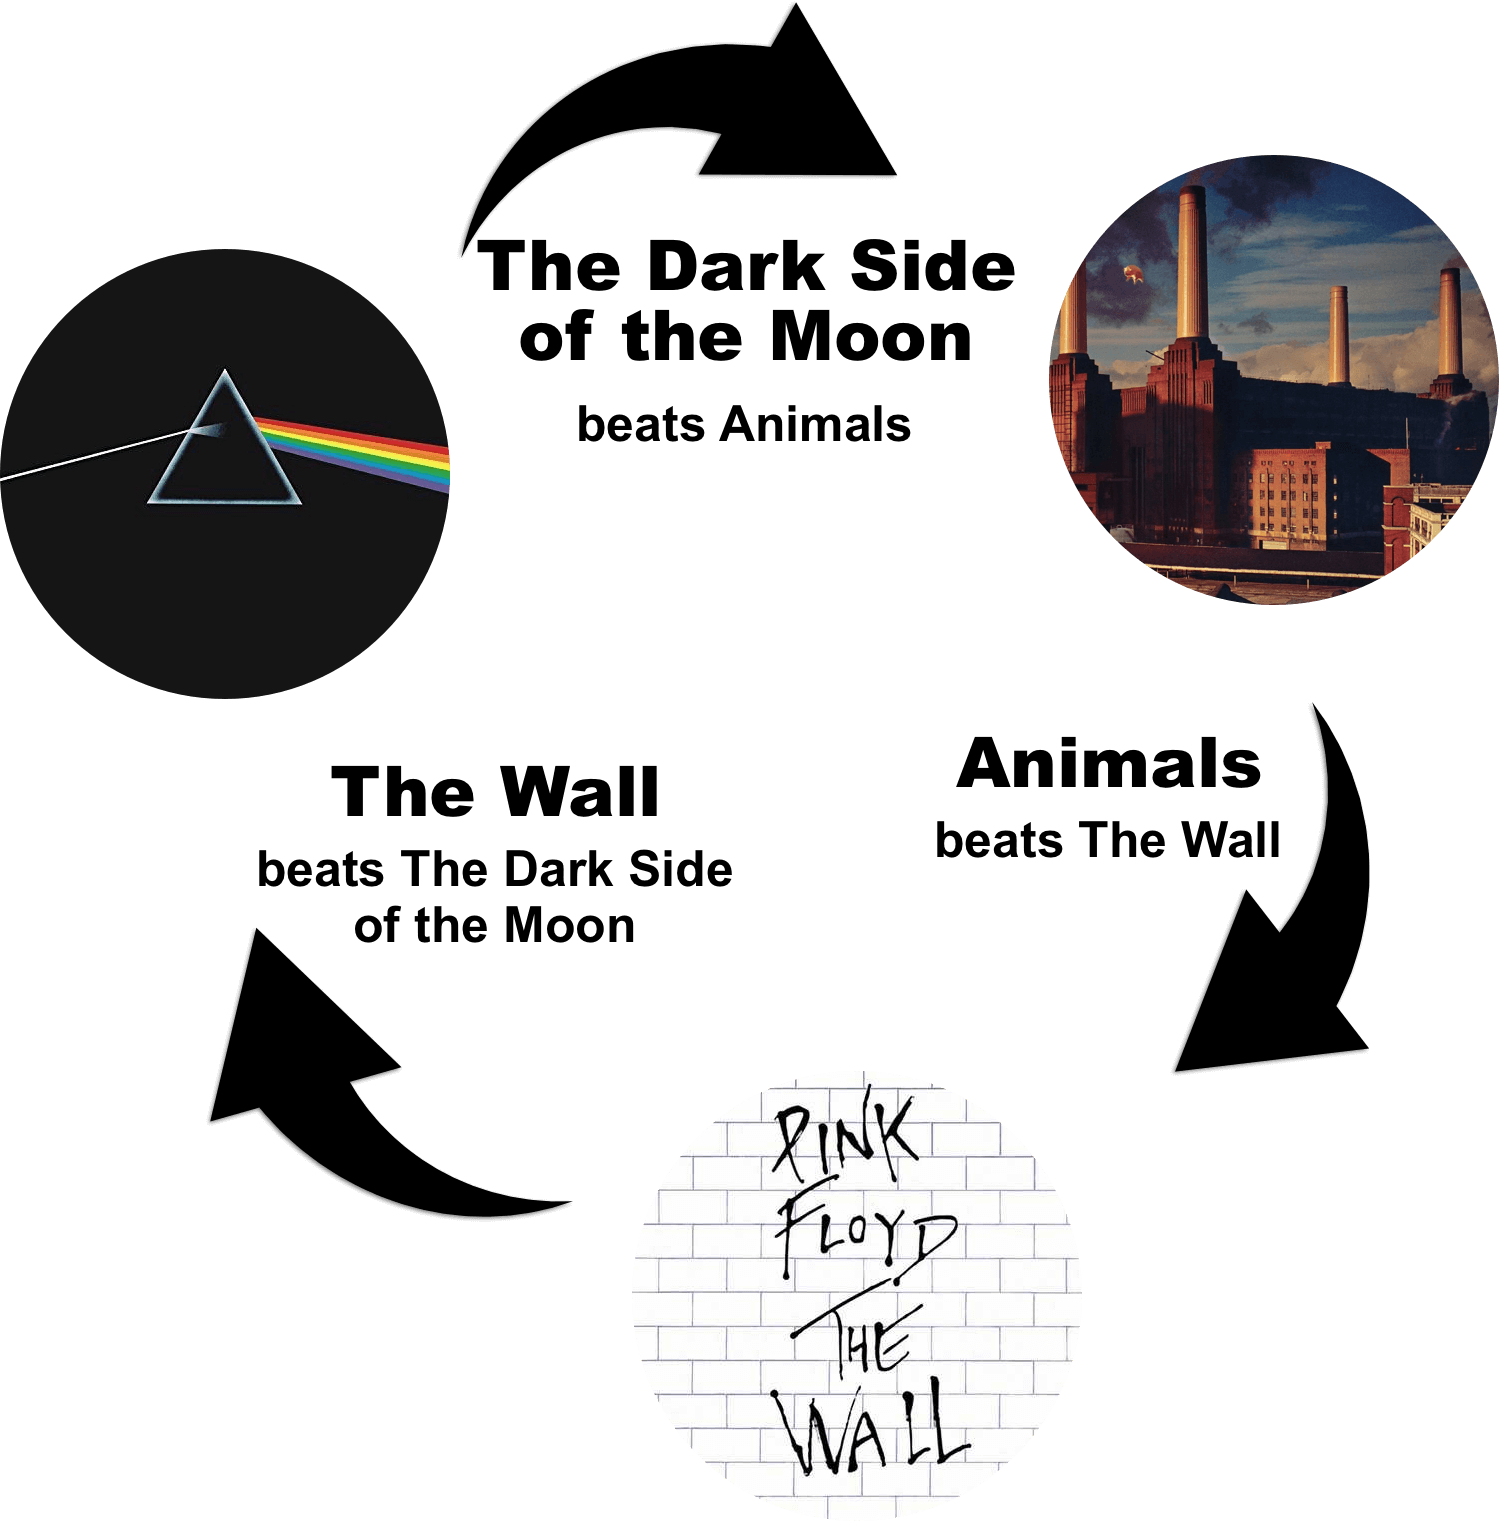 The Dark Side
of the Moon
beats Animals
Animals
beats The Wall
The Wall
beats The Dark Side
of the Moon
PINK
FLOYD
THE
WALL